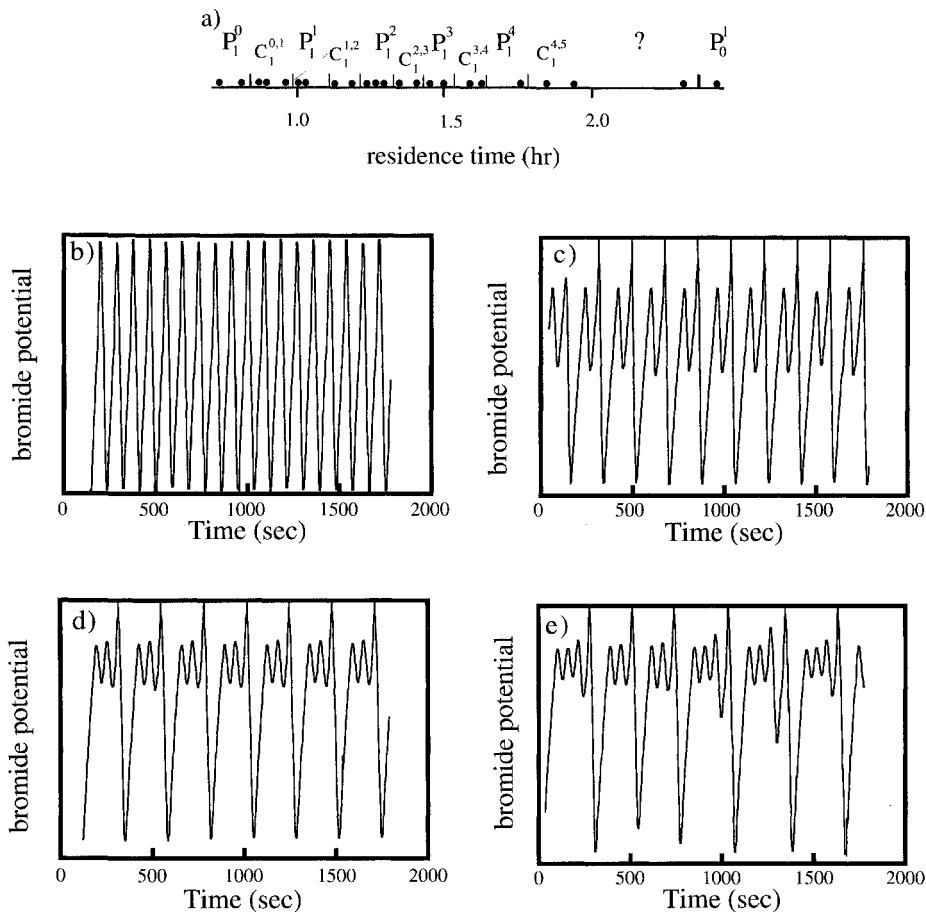 a)
P₁⁰ C₁⁰,¹ P₁¹ C₁¹,² P₁² C₁²,³ P₁³ C₁³,⁴ P₁⁴ C₁⁴,⁵ ? P₀¹
1.0 1.5 2.0
residence time (hr)
b)
bromide potential
0 500 1000 1500 2000
Time (sec)
c)
bromide potential
0 500 1000 1500 2000
Time (sec)
d)
bromide potential
0 500 1000 1500 2000
Time (sec)
e)
bromide potential
0 500 1000 1500 2000
Time (sec)